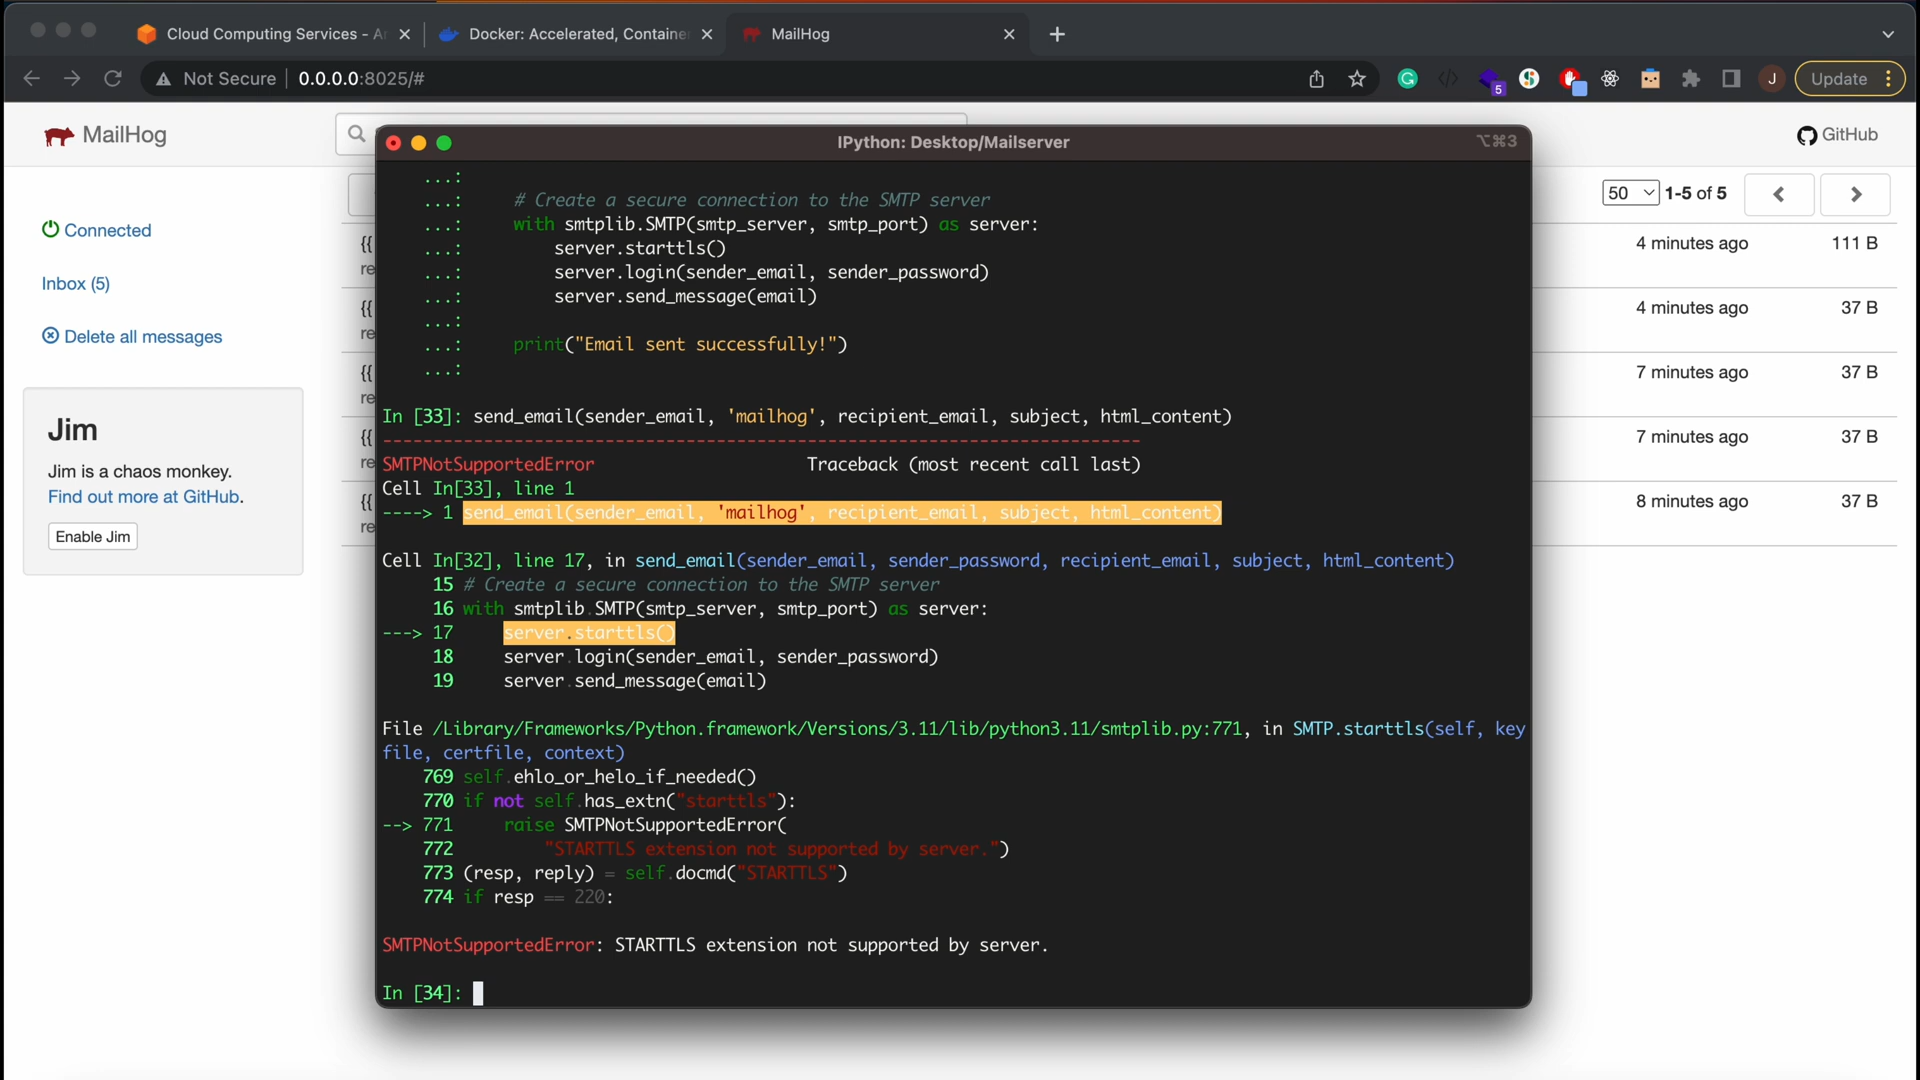 Cloud Computing Services - A
Docker: Accelerated, Containe
MailHog
Not Secure
0.0.0.0:8025/#
5
J
Update
MailHog
GitHub
50
1-5 of 5
Connected
Inbox (5)
Delete all messages
Jim
Jim is a chaos monkey.
Find out more at GitHub.
Enable Jim
{{
re
4 minutes ago 111 B
{{
re
4 minutes ago 37 B
{{
re
7 minutes ago 37 B
{{
re
7 minutes ago 37 B
{{
re
8 minutes ago 37 B
IPython: Desktop/Mailserver
⌥⌘3
...:
...:     # Create a secure connection to the SMTP server
...:     with smtplib.SMTP(smtp_server, smtp_port) as server:
...:         server.starttls()
...:         server.login(sender_email, sender_password)
...:         server.send_message(email)
...:
...:     print("Email sent successfully!")
...:
In [33]: send_email(sender_email, 'mailhog', recipient_email, subject, html_content)
---------------------------------------------------------------------------
SMTPNotSupportedError                     Traceback (most recent call last)
Cell In[33], line 1
----> 1 send_email(sender_email, 'mailhog', recipient_email, subject, html_content)
Cell In[32], line 17, in send_email(sender_email, sender_password, recipient_email, subject, html_content)
15 # Create a secure connection to the SMTP server
16 with smtplib.SMTP(smtp_server, smtp_port) as server:
---> 17     server.starttls()
18     server.login(sender_email, sender_password)
19     server.send_message(email)
File /Library/Frameworks/Python.framework/Versions/3.11/lib/python3.11/smtplib.py:771, in SMTP.starttls(self, key
file, certfile, context)
769 self.ehlo_or_helo_if_needed()
770 if not self.has_extn("starttls"):
--> 771     raise SMTPNotSupportedError(
772         "STARTTLS extension not supported by server.")
773 (resp, reply) = self.docmd("STARTTLS")
774 if resp == 220:
SMTPNotSupportedError: STARTTLS extension not supported by server.
In [34]: